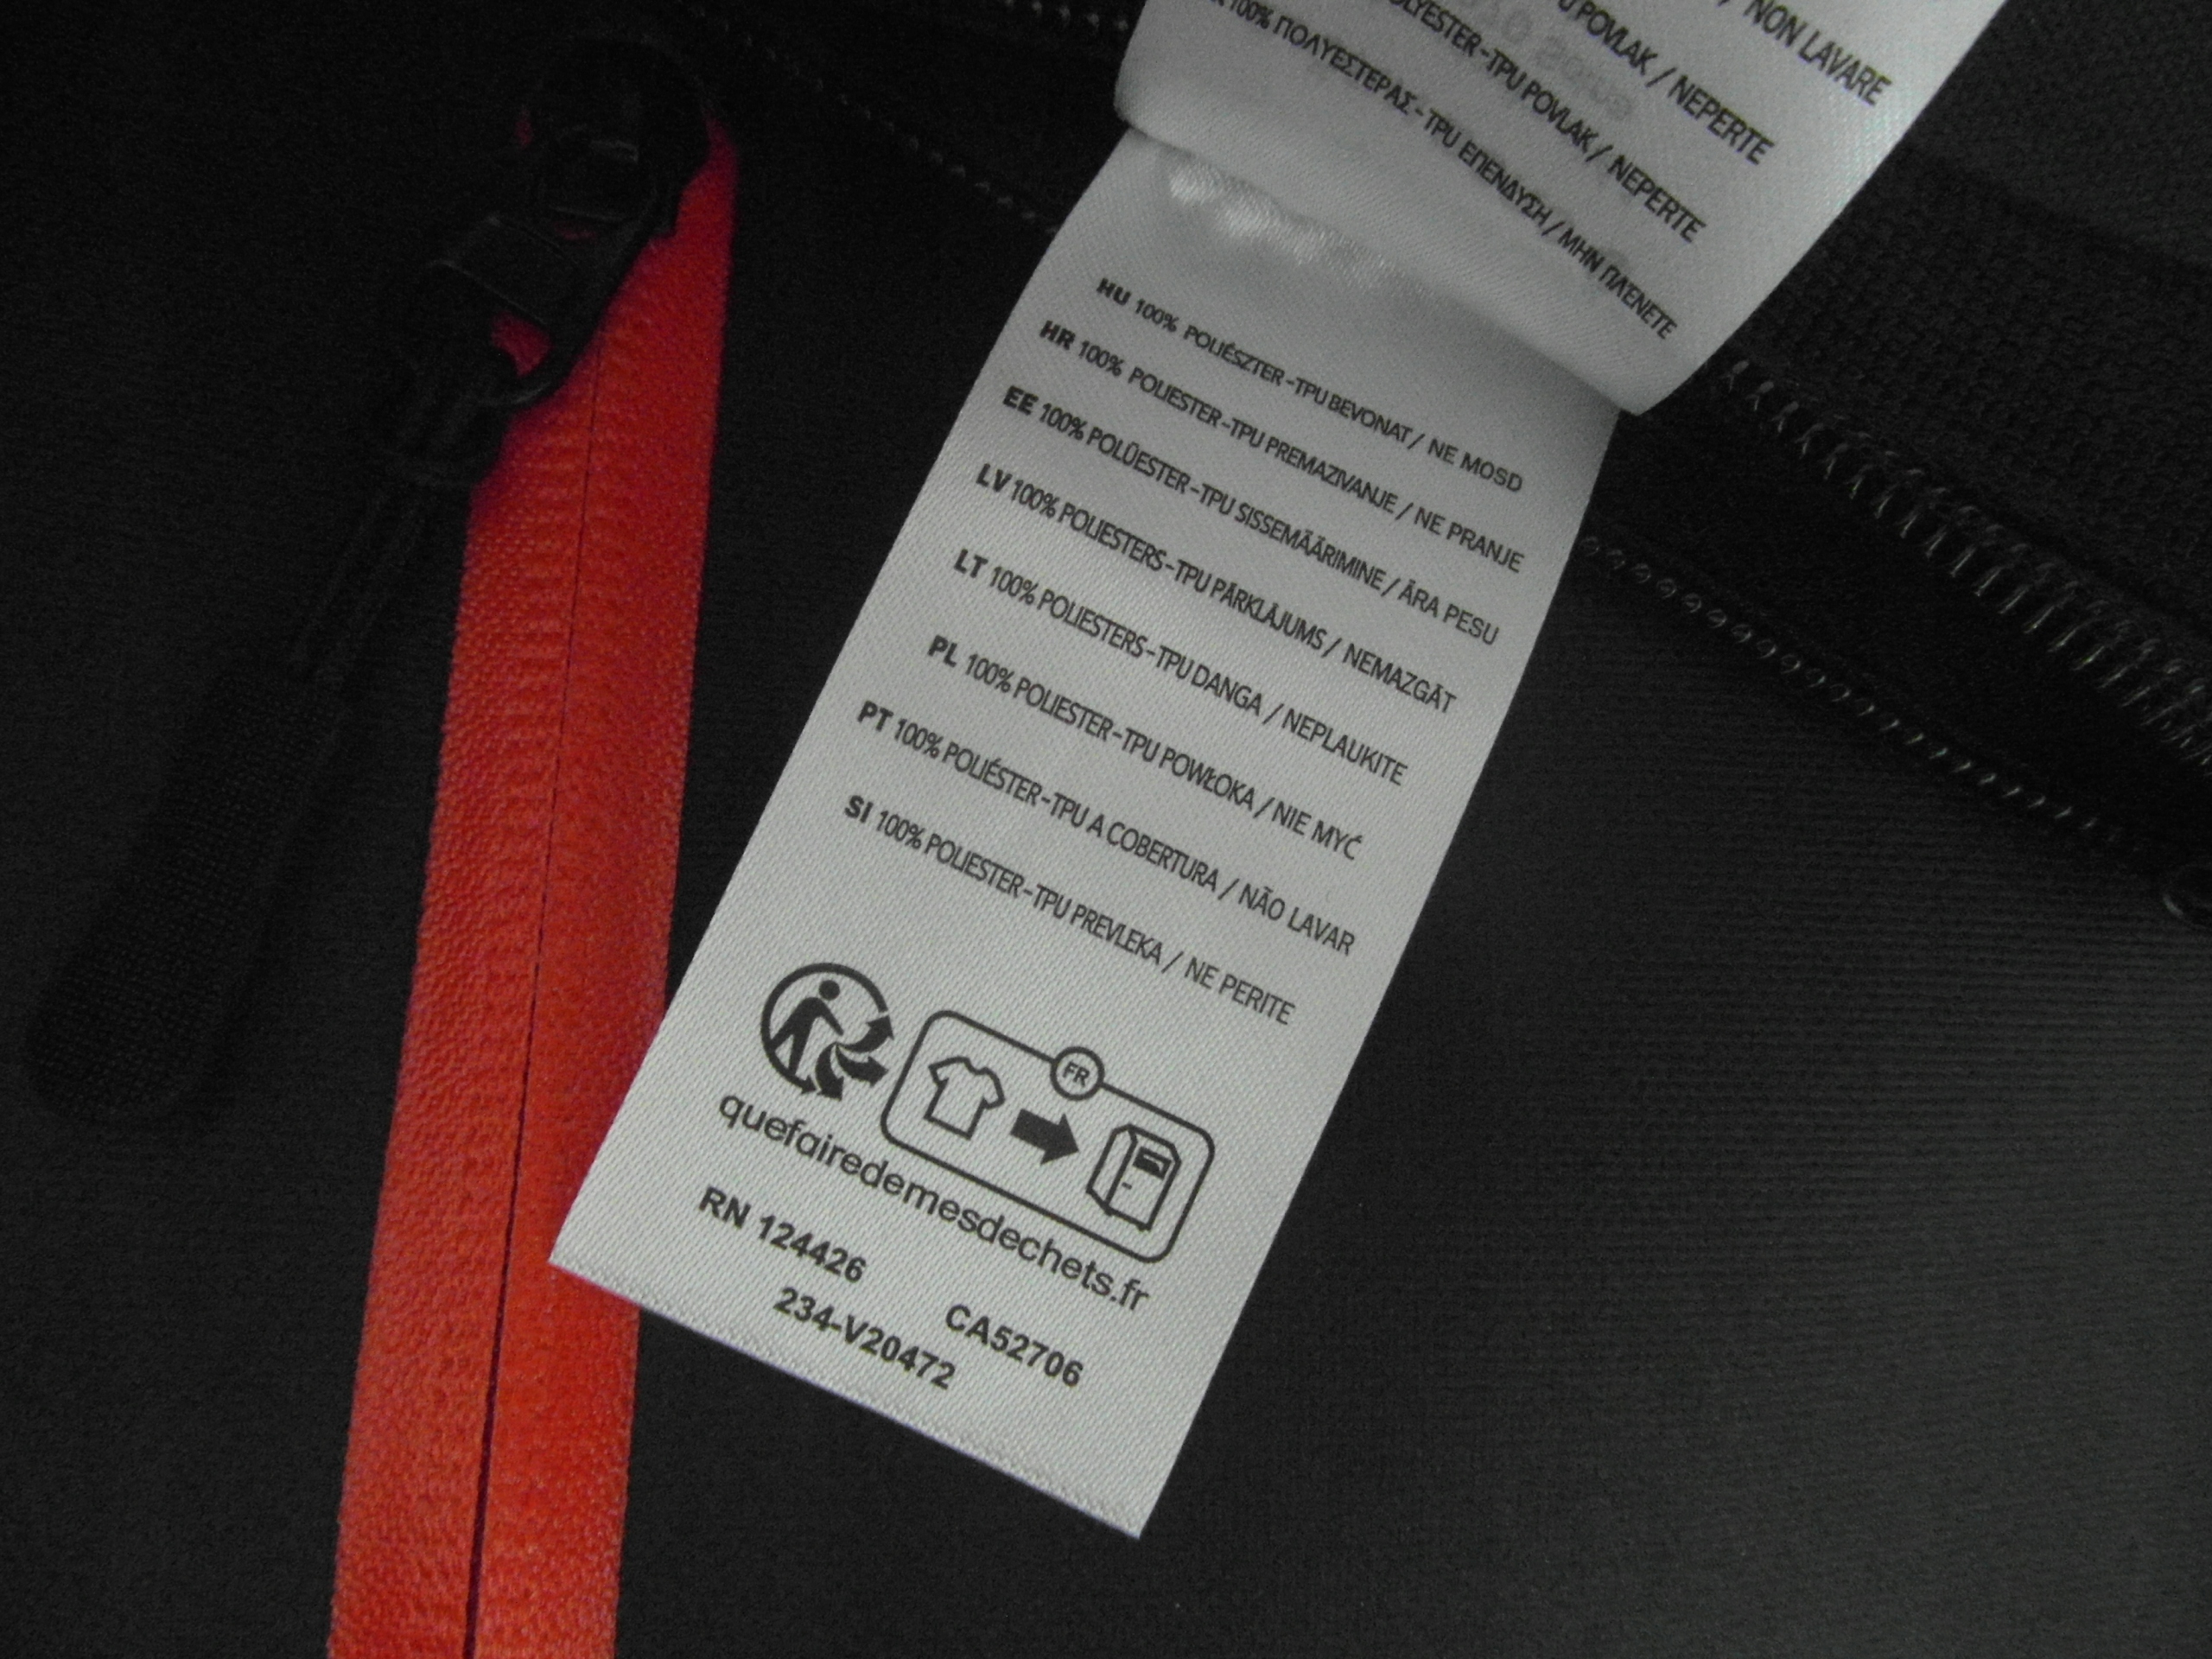 / NON LAVARE
U POVLAK / NEPERTE
OLYESTER-TPU POVLAK / NEPERTE
100% ΠΟΛΥΕΣΤΕΡΑΣ - TPU ΕΠΕΝΔΥΣΗ / ΜΗΝ ΠΛΕΝΕΤΕ
HU 100% POLIÉSZTER -TPU BEVONAT / NE MOSD
HR 100% POLIESTER -TPU PREMAZIVANJE / NE PRANJE
EE 100% POLÜESTER -TPU SISSEMÄÄRIMINE / ÄRA PESU
LV 100% POLIESTERS -TPU PĀRKLĀJUMS / NEMAZGĀT
LT 100% POLIESTERS -TPU DANGA / NEPLAUKITE
PL 100% POLIESTER -TPU POWŁOKA / NIE MYĆ
PT 100% POLIÉSTER -TPU A COBERTURA / NÃO LAVAR
SI 100% POLIESTER -TPU PREVLEKA / NE PERITE
FR
quefairedemesdechets.fr
RN 124426 CA52706
234-V20472